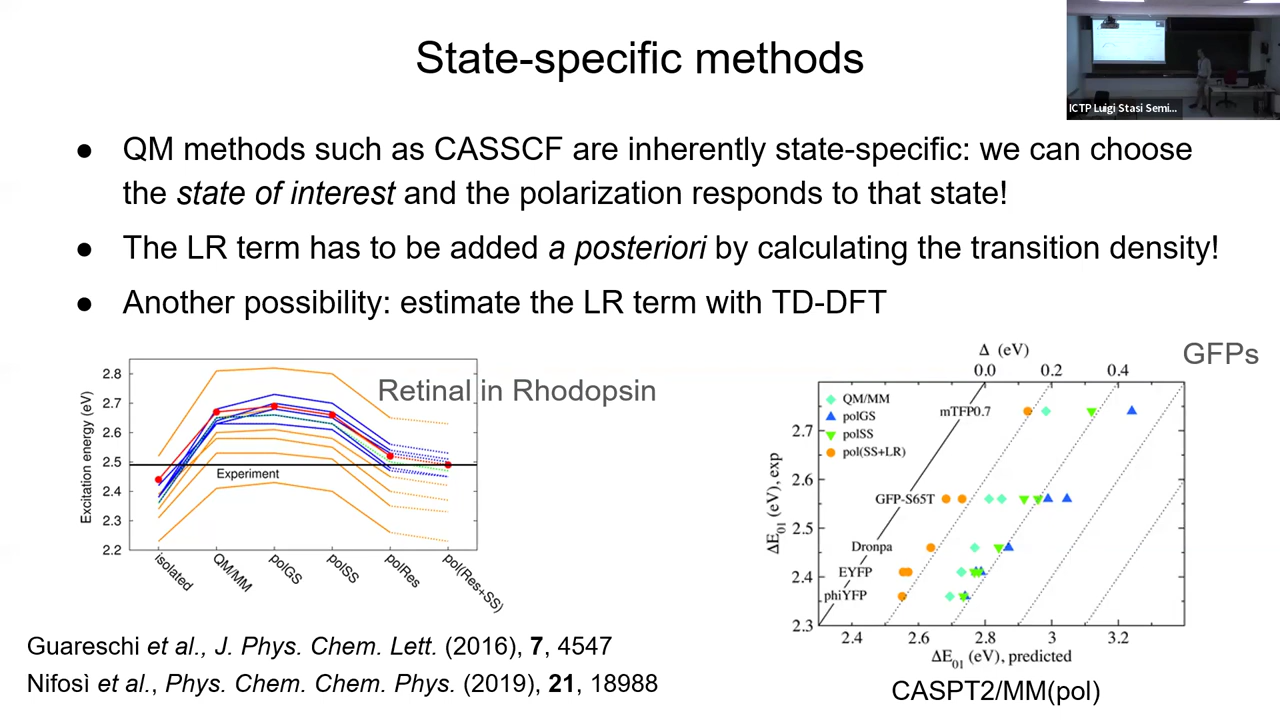 State-specific methods
ICTP Luigi Stasi Semi...
● QM methods such as CASSCF are inherently state-specific: we can choose
the state of interest and the polarization responds to that state!
● The LR term has to be added a posteriori by calculating the transition density!
● Another possibility: estimate the LR term with TD-DFT
Retinal in Rhodopsin
Excitation energy (eV)
2.8
2.7
2.6
2.5
2.4
2.3
2.2
Experiment
isolated
QM/MM
polGS
polSS
polRes
pol(Res+SS)
GFPs
Δ (eV)
0.0 0.2 0.4
QM/MM
polGS
polSS
pol(SS+LR)
mTFP0.7
GFP-S65T
Dronpa
EYFP
phiYFP
ΔE01 (eV), exp
2.7
2.6
2.5
2.4
2.3
2.4 2.6 2.8 3 3.2
ΔE01 (eV), predicted
CASPT2/MM(pol)
Guareschi et al., J. Phys. Chem. Lett. (2016), 7, 4547
Nifosì et al., Phys. Chem. Chem. Phys. (2019), 21, 18988